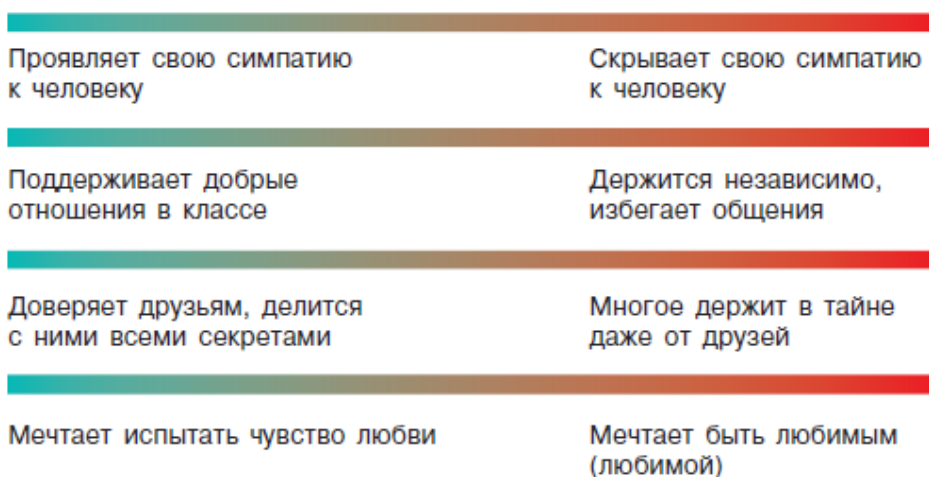 Проявляет свою симпатию
к человеку
Скрывает свою симпатию
к человеку
Поддерживает добрые
отношения в классе
Держится независимо,
избегает общения
Доверяет друзьям, делится
с ними всеми секретами
Многое держит в тайне
даже от друзей
Мечтает испытать чувство любви
Мечтает быть любимым
(любимой)